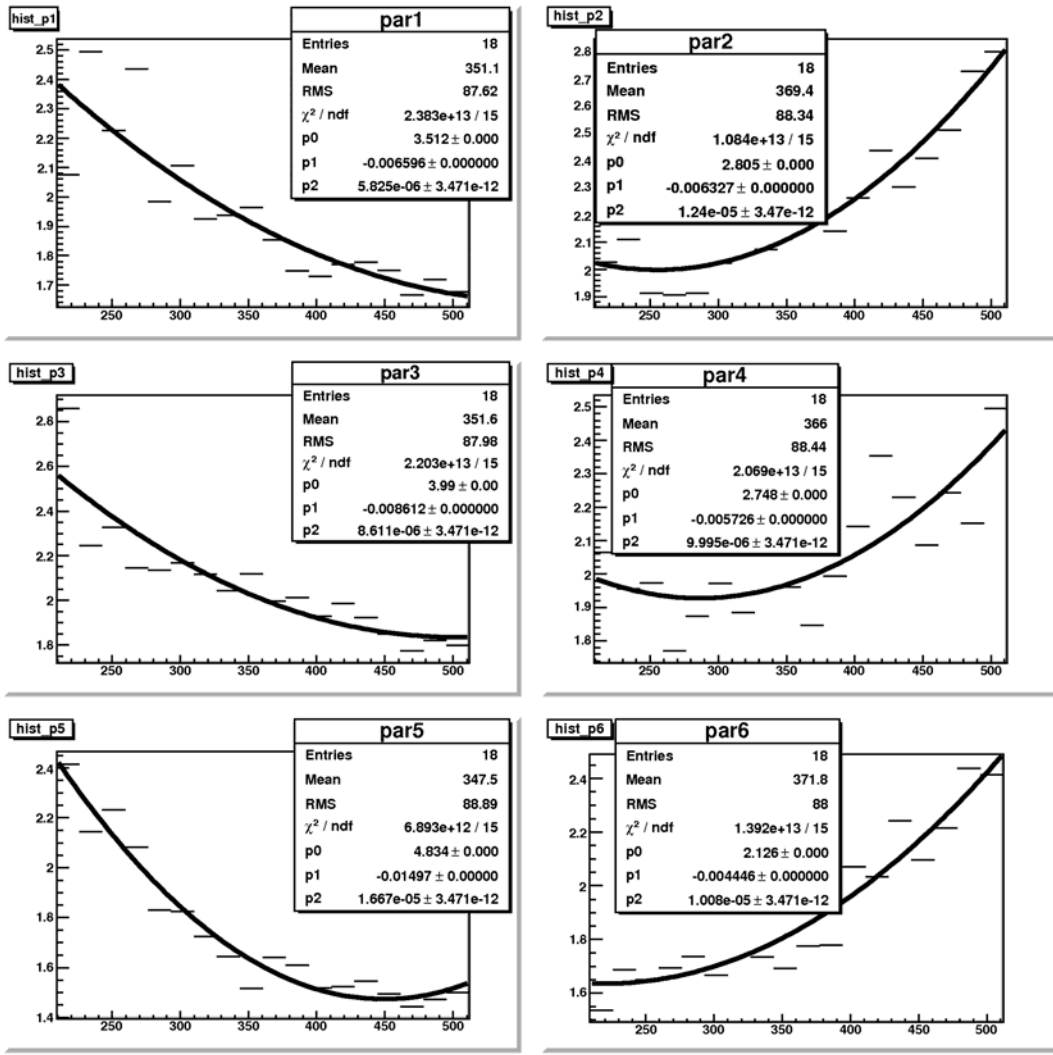 hist_p1
par1
Entries 18
Mean 351.1
RMS 87.62
χ² / ndf 2.383e+13 / 15
p0 3.512 ± 0.000
p1 -0.006596 ± 0.000000
p2 5.825e-06 ± 3.471e-12
2.5
2.4
2.3
2.2
2.1
2
1.9
1.8
1.7
250 300 350 400 450 500
hist_p2
par2
Entries 18
Mean 369.4
RMS 88.34
χ² / ndf 1.084e+13 / 15
p0 2.805 ± 0.000
p1 -0.006327 ± 0.000000
p2 1.24e-05 ± 3.47e-12
2.8
2.7
2.6
2.5
2.4
2.3
2.2
2.1
2
1.9
250 300 350 400 450 500
hist_p3
par3
Entries 18
Mean 351.6
RMS 87.98
χ² / ndf 2.203e+13 / 15
p0 3.99 ± 0.00
p1 -0.008612 ± 0.000000
p2 8.611e-06 ± 3.471e-12
2.8
2.6
2.4
2.2
2
1.8
250 300 350 400 450 500
hist_p4
par4
Entries 18
Mean 366
RMS 88.44
χ² / ndf 2.069e+13 / 15
p0 2.748 ± 0.000
p1 -0.005726 ± 0.000000
p2 9.995e-06 ± 3.471e-12
2.5
2.4
2.3
2.2
2.1
2
1.9
1.8
250 300 350 400 450 500
hist_p5
par5
Entries 18
Mean 347.5
RMS 88.89
χ² / ndf 6.893e+12 / 15
p0 4.834 ± 0.000
p1 -0.01497 ± 0.00000
p2 1.667e-05 ± 3.471e-12
2.4
2.2
2
1.8
1.6
1.4
250 300 350 400 450 500
hist_p6
par6
Entries 18
Mean 371.8
RMS 88
χ² / ndf 1.392e+13 / 15
p0 2.126 ± 0.000
p1 -0.004446 ± 0.000000
p2 1.008e-05 ± 3.471e-12
2.4
2.2
2
1.8
1.6
250 300 350 400 450 500